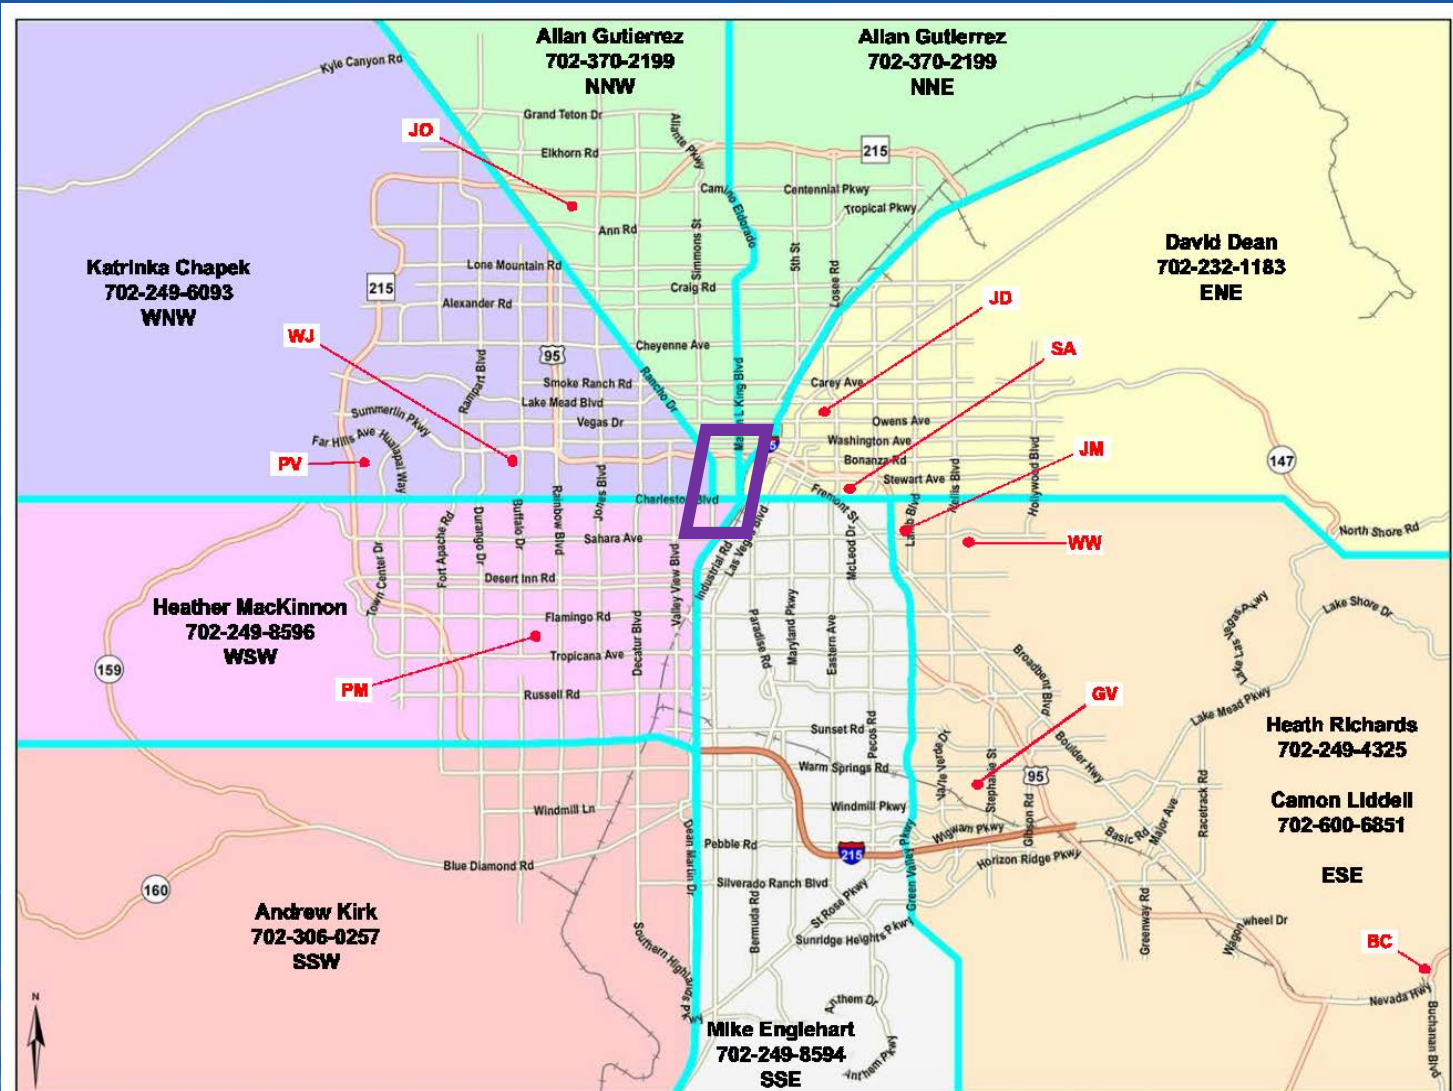 Allan Gutierrez
702-370-2199
NNW
Allan Gutierrez
702-370-2199
NNE
Kyle Canyon Rd
Grand Teton Dr
Aliante Pkwy
JO
Elkhorn Rd
215
Camino Eldorado
Centennial Pkwy
Tropical Pkwy
Ann Rd
Simmons St
5th St
Losee Rd
David Dean
702-232-1183
ENE
Katrinka Chapek
702-249-6093
WNW
Lone Mountain Rd
215
Craig Rd
Alexander Rd
JD
WJ
Cheyenne Ave
SA
95
Rampart Blvd
Rancho Dr
Martin L King Blvd
Smoke Ranch Rd
Carey Ave
Lake Mead Blvd
Summerlin Pkwy
Vegas Dr
Owens Ave
Far Hills Ave
Hualapai Way
Washington Ave
5
Bonanza Rd
JM
PV
Stewart Ave
147
Hollywood Blvd
Nellis Blvd
Lamb Blvd
Charleston Blvd
Fremont St
Jones Blvd
Rainbow Blvd
Buffalo Dr
Durango Dr
Fort Apache Rd
North Shore Rd
Sahara Ave
Las Vegas Blvd
Industrial Rd
McLeod Dr
WW
Town Center Dr
Valley View Blvd
Desert Inn Rd
Heather MacKinnon
702-249-8596
WSW
Flamingo Rd
Decatur Blvd
Paradise Rd
Maryland Pkwy
Eastern Ave
Lake Las Vegas Pkwy
Lake Shore Dr
Tropicana Ave
159
PM
Russell Rd
Broadbent Blvd
GV
Lake Mead Pkwy
Heath Richards
702-249-4325
Camon Liddell
702-600-6851
ESE
Sunset Rd
Pecos Rd
Valle Verde Dr
Stephanie St
Boulder Hwy
Warm Springs Rd
95
Gibson Rd
Windmill Ln
Windmill Pkwy
Wigwam Pkwy
Basic Rd
Major Ave
Racetrack Rd
Dean Martin Dr
Pebble Rd
215
Green Valley Pkwy
Horizon Ridge Pkwy
Blue Diamond Rd
160
Silverado Ranch Blvd
St Rose Pkwy
Bermuda Rd
Greenway Rd
Wagonwheel Dr
Andrew Kirk
702-306-0257
SSW
Southern Highlands Pkwy
Sunridge Heights Pkwy
BC
N
Anthem Dr
Nevada Hwy
Buchanan Blvd
Mike Englehart
702-249-8594
SSE
Anthem Pkwy